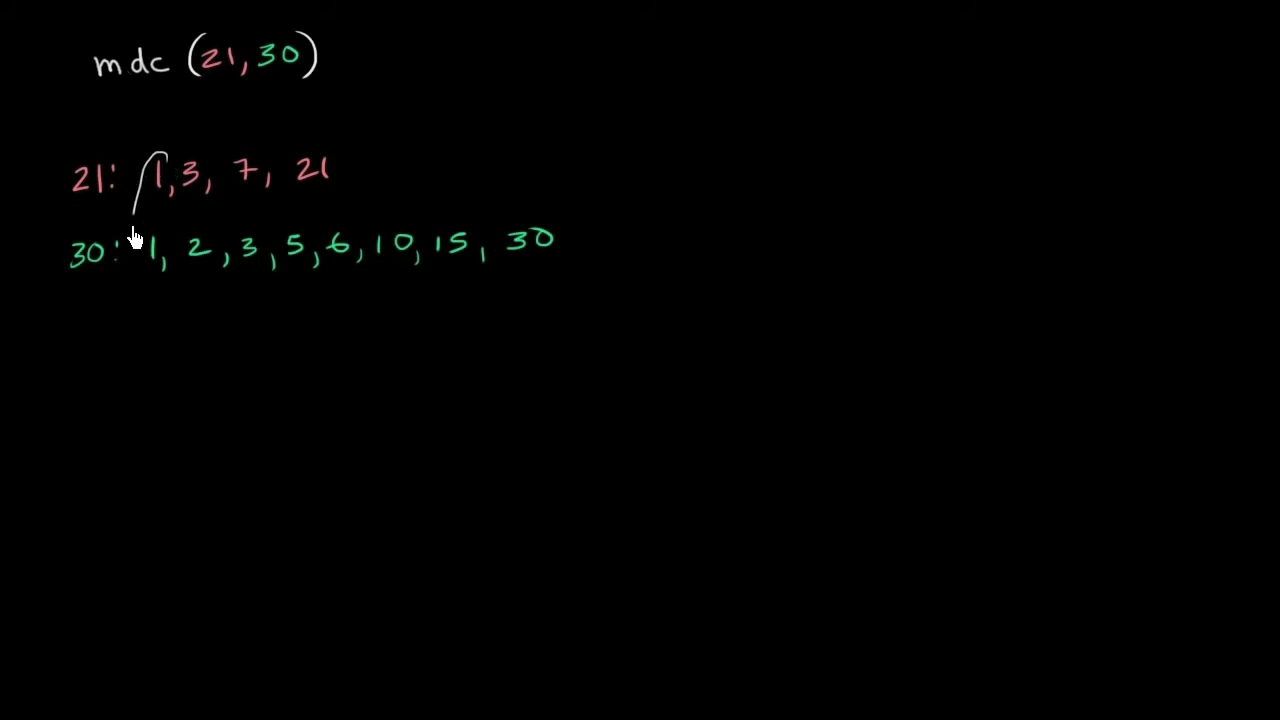 mdc (21, 30)
21: 1, 3, 7, 21
30: 1, 2, 3, 5, 6, 10, 15, 30